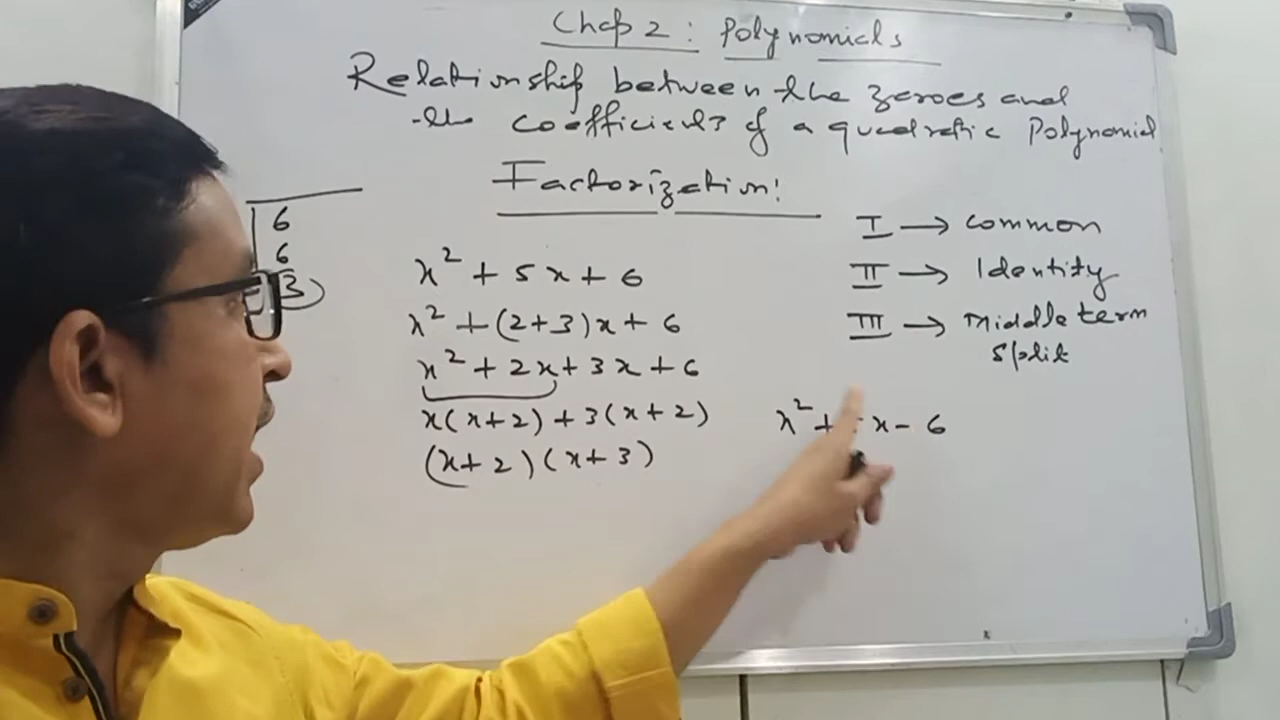 Chap 2 : Polynomials
Relationship between the zeroes and
the coefficients of a quadratic Polynomial
Factorization:
I → Common
II → Identity
III → Middle term
split
6
6
3
x² + 5x + 6
x² + (2+3)x + 6
x² + 2x + 3x + 6
x(x+2) + 3(x+2)
(x+2)(x+3)
x² + x - 6